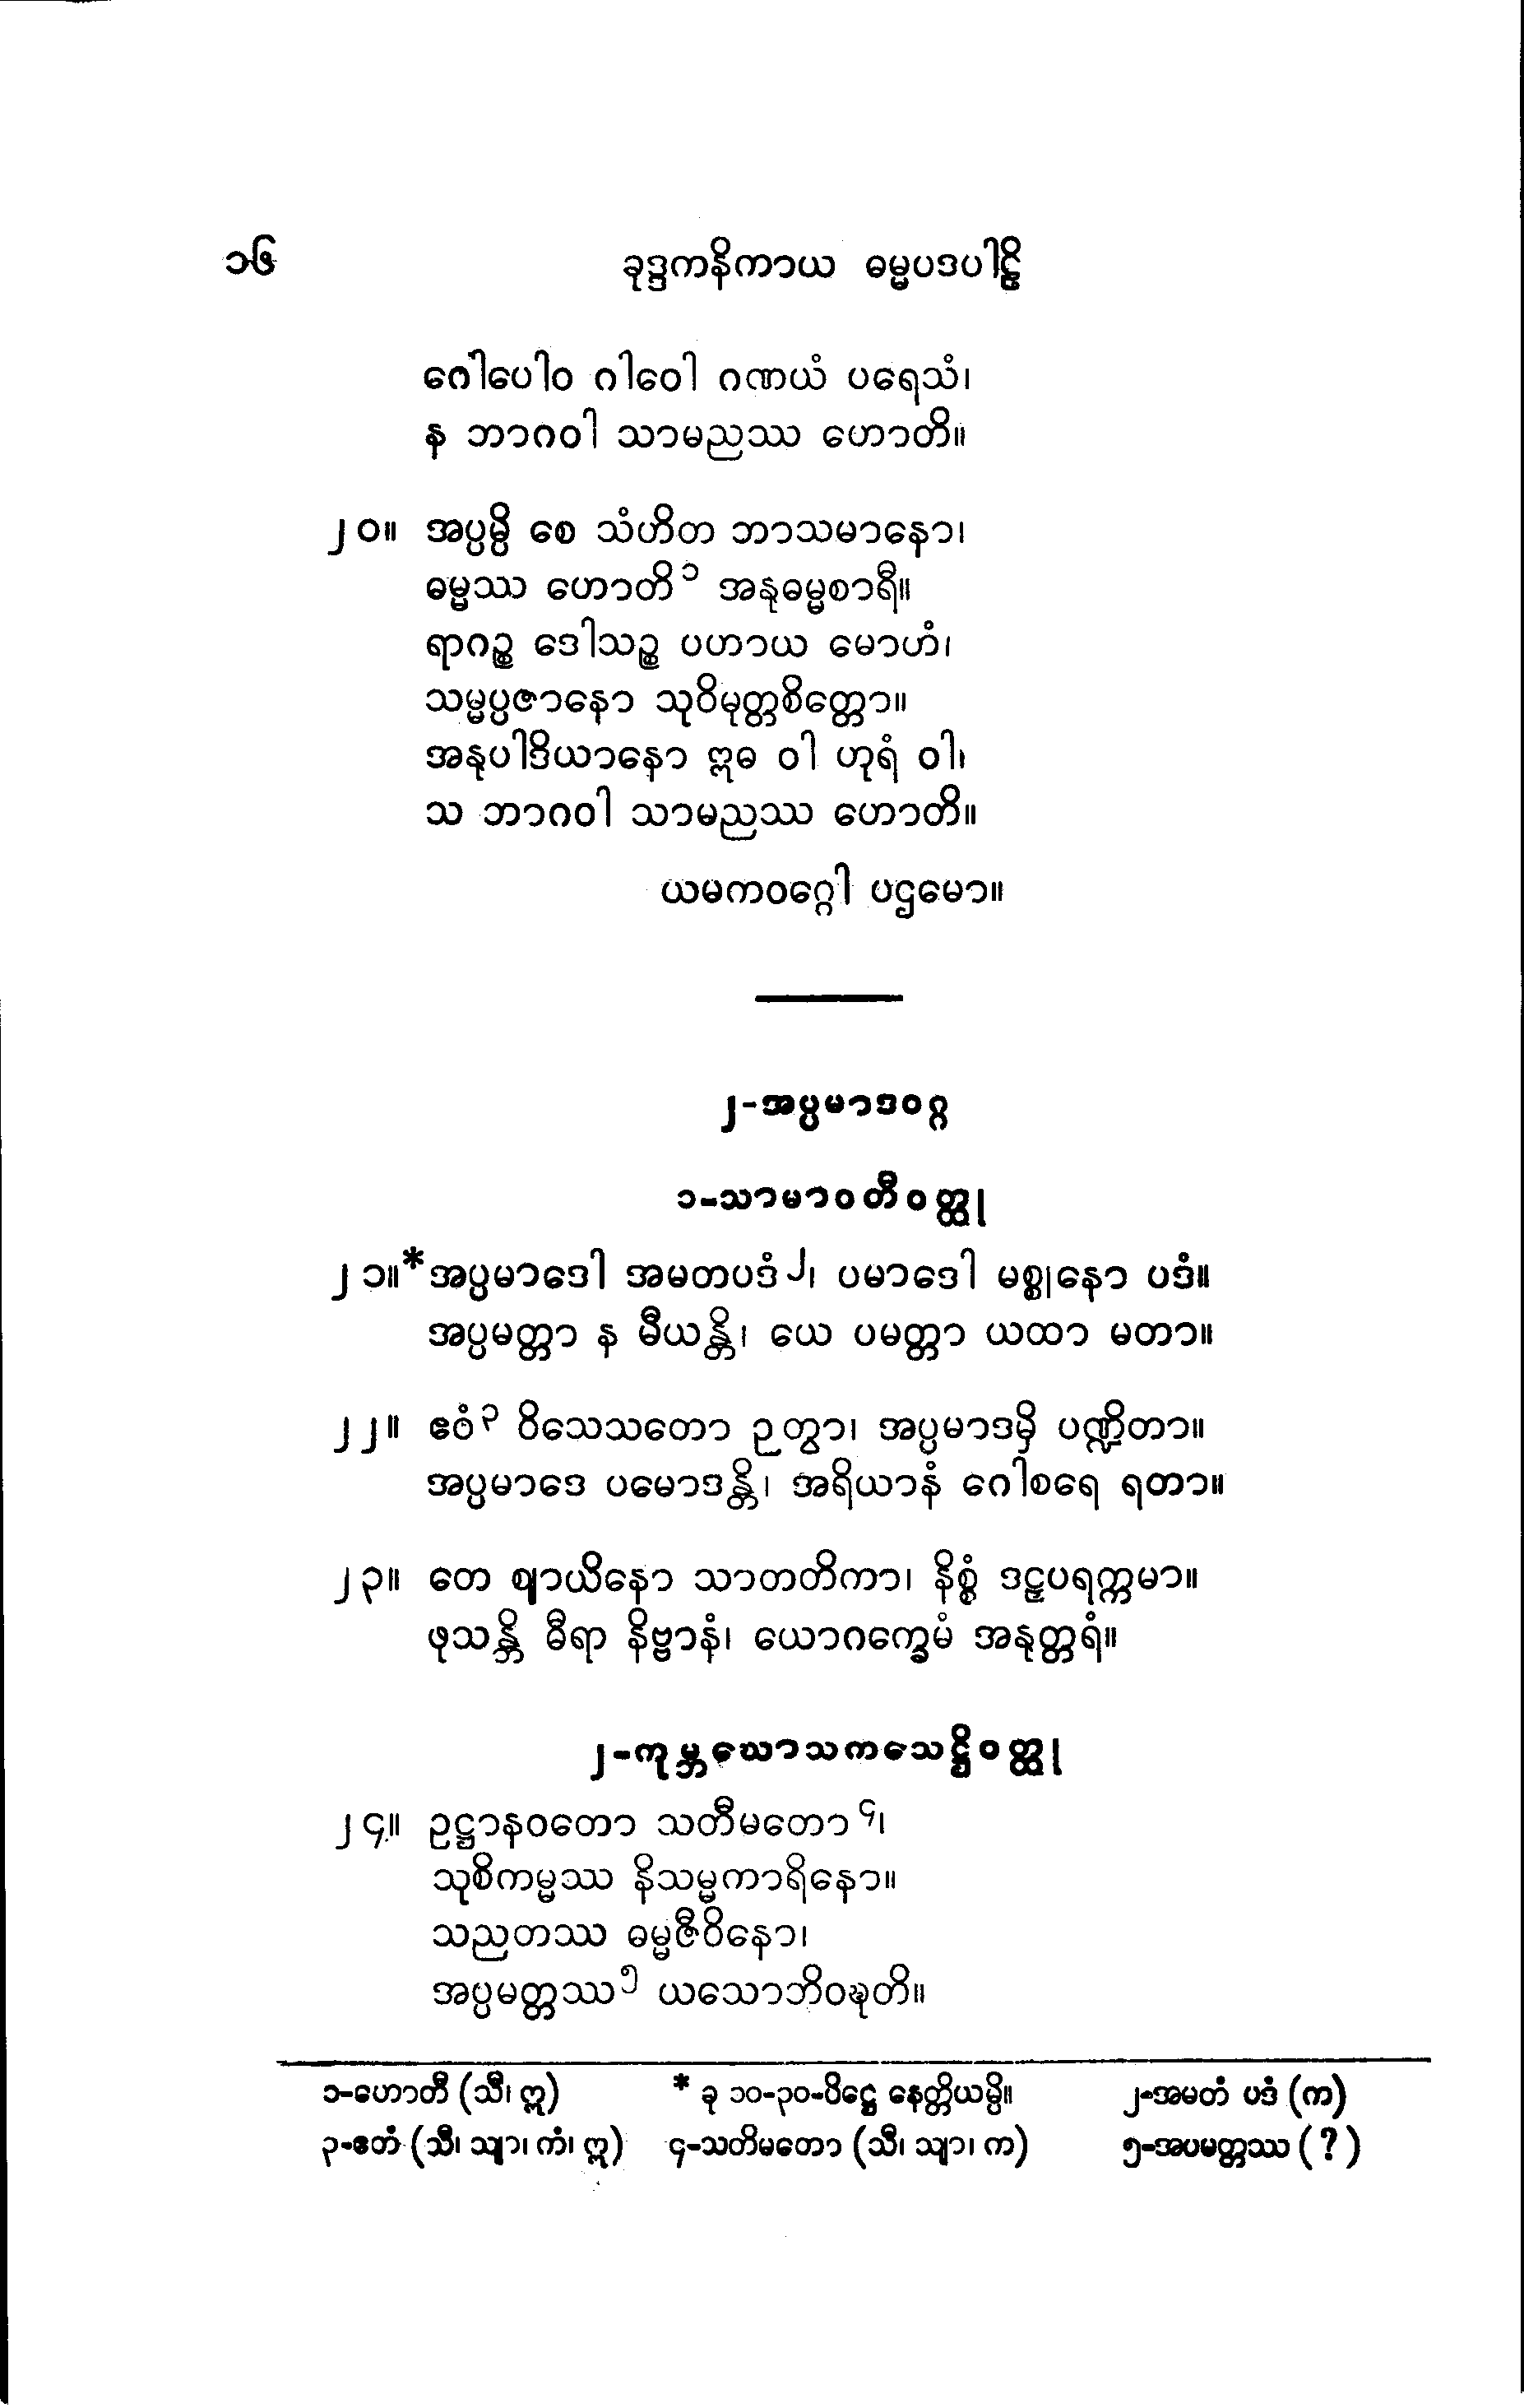 ၁၆ ခုဒ္ဒကနိကာယ ဓမ္မပဒပါဠိ
ဂေါပေါဝ ဂါဝေါ ဂဏယံ ပရေသံ၊
န ဘာဂဝါ သာမညဿ ဟောတိ။
၂၀။ အပ္ပမ္ပိ စေ သံဟိတ ဘာသမာနော၊
ဓမ္မဿ ဟောတိ၁ အနုဓမ္မစာရီ။
ရာဂဉ္စ ဒေါသဉ္စ ပဟာယ မောဟံ၊
သမ္မပ္ပဇာနော သုဝိမုတ္တစိတ္တော။
အနုပါဒိယာနော ဣဓ ဝါ ဟုရံ ဝါ၊
သ ဘာဂဝါ သာမညဿ ဟောတိ။
ယမကဝဂ္ဂေါ ပဌမော။
၂-အပ္ပမာဒဝဂ္ဂ
၁-သာမာဝတီဝတ္ထု
၂၁။*အပ္ပမာဒေါ အမတပဒံ၂၊ ပမာဒေါ မစ္စုနော ပဒံ။
အပ္ပမတ္တာ န မီယန္တိ၊ ယေ ပမတ္တာ ယထာ မတာ။
၂၂။ ဧဝံ၃ ဝိသေသတော ဉတွာ၊ အပ္ပမာဒမှိ ပဏ္ဍိတာ။
အပ္ပမာဒေ ပမောဒန္တိ၊ အရိယာနံ ဂေါစရေ ရတာ။
၂၃။ တေ ဈာယိနော သာတတိကာ၊ နိစ္စံ ဒဠှပရက္ကမာ။
ဖုသန္တိ ဓီရာ နိဗ္ဗာနံ၊ ယောဂက္ခေမံ အနုတ္တရံ။
၂-ကုမ္ဘဃောသကသေဋ္ဌိဝတ္ထု
၂၄။ ဥဋ္ဌာနဝတော သတီမတော၄၊
သုစိကမ္မဿ နိသမ္မကာရိနော။
သညတဿ ဓမ္မဇီဝိနော၊
အပ္ပမတ္တဿ၅ ယသောဘိဝဍ္ဎတိ။
၁-ဟောတီ (သီ၊ ဣ) * ခု ၁၀-၃၀-ပိဋ္ဌေ နေတ္တိယမ္ပိ။ ၂-အမတံ ပဒံ (က)
၃-ဧတံ (သီ၊ သျာ၊ ကံ၊ ဣ) ၄-သတိမတော (သီ၊ သျာ၊ က) ၅-အပမတ္တဿ (?)